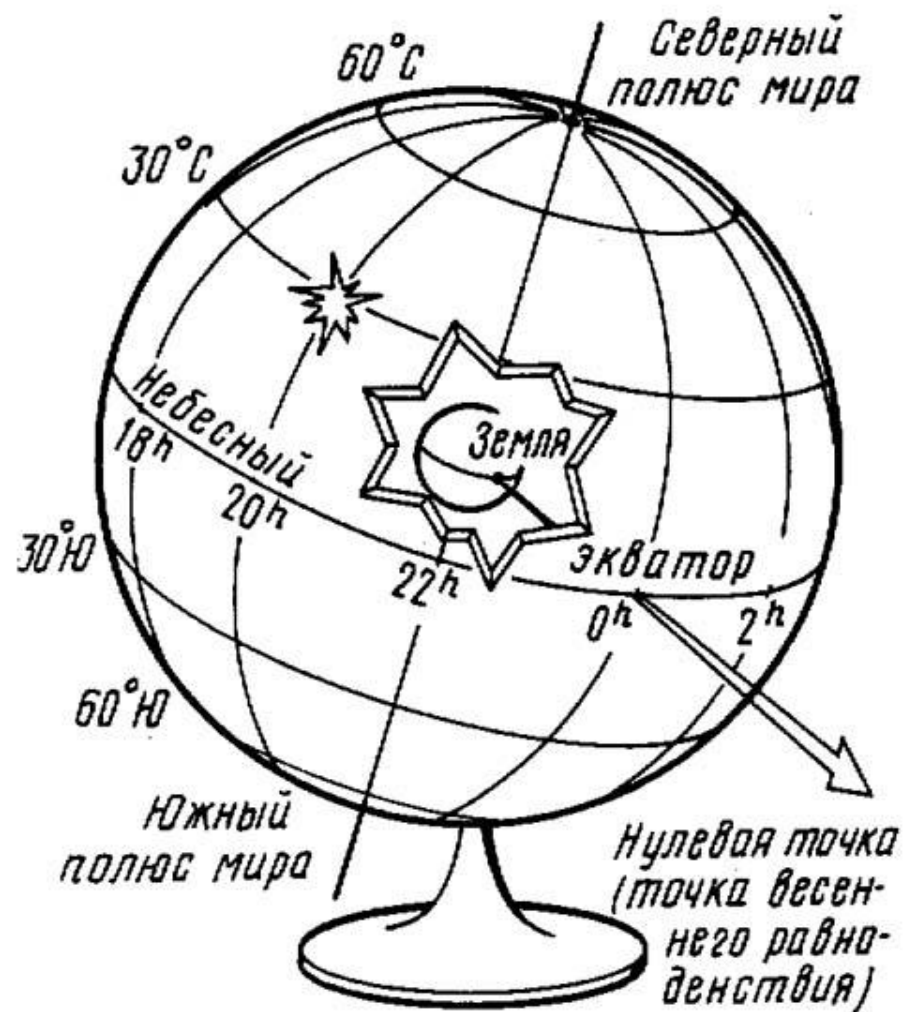 Северный
полюс мира
60°С
30°С
Небесный
18h
20h
22h
Земля
экватор
0h
2h
30°Ю
60°Ю
Южный
полюс мира
Нулевая точка
(точка весен-
него равно-
денствия)